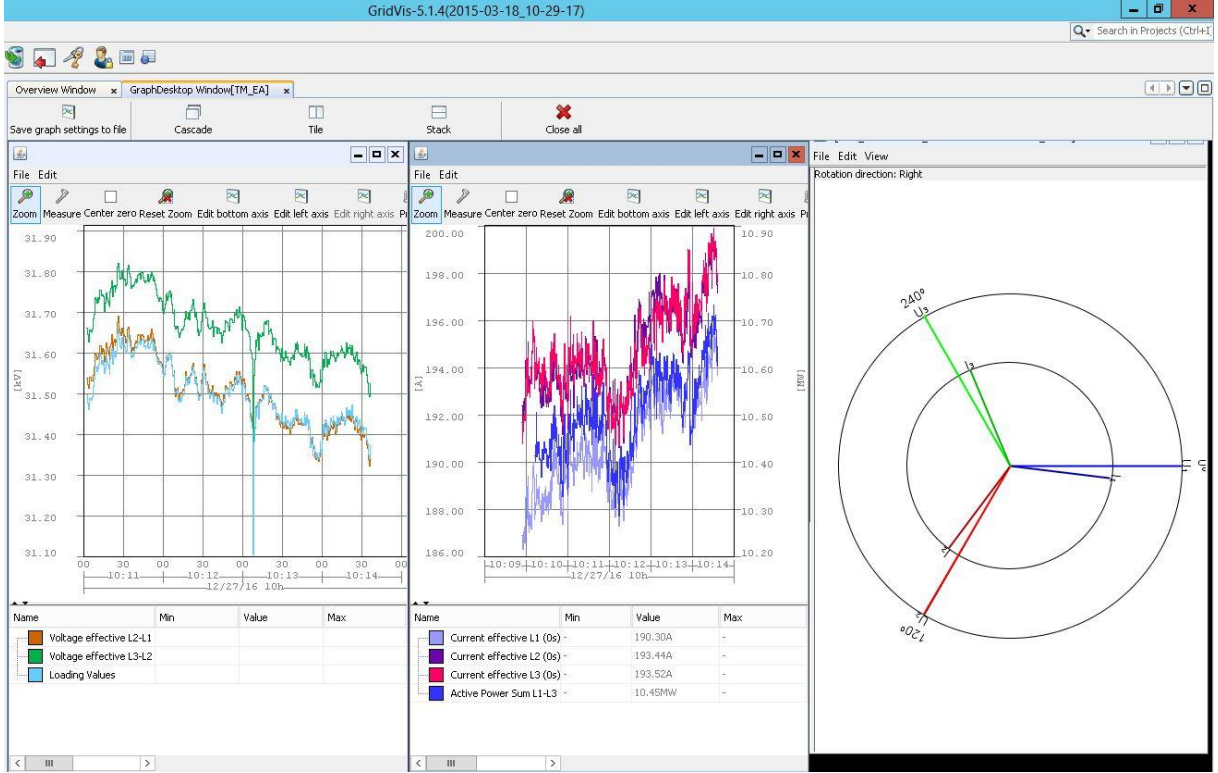 GridVis-5.1.4(2015-03-18_10-29-17)
Search in Projects (Ctrl+I
Overview Window x GraphDesktop Window[TM_EA] x
Save graph settings to file Cascade Tile Stack Close all
File Edit
Zoom Measure Center zero Reset Zoom Edit bottom axis Edit left axis Edit right axis
31.90
31.80
31.70
31.60
31.50
31.40
31.30
31.20
31.10
[kV]
00 30 00 30 00 30 00 30 00
10:11 10:12 10:13 10:14
12/27/16 10h
Name Min Value Max
Voltage effective L2-L1
Voltage effective L3-L2
Loading Values
File Edit
Zoom Measure Center zero Reset Zoom Edit bottom axis Edit left axis Edit right axis
200.00
198.00
196.00
194.00
192.00
190.00
188.00
186.00
[A]
10.90
10.80
10.70
10.60
10.50
10.40
10.30
10.20
[MW]
10:09 10:10 10:11 10:12 10:13 10:14
12/27/16 10h
Name Min Value Max
Current effective L1 (0s) - 190.30A -
Current effective L2 (0s) - 193.44A -
Current effective L3 (0s) - 193.52A -
Active Power Sum L1-L3 - 10.45MW -
File Edit View
Rotation direction: Right
240°
U₃
I₃
U₁
0°
I₁
I₂
U₂
120°